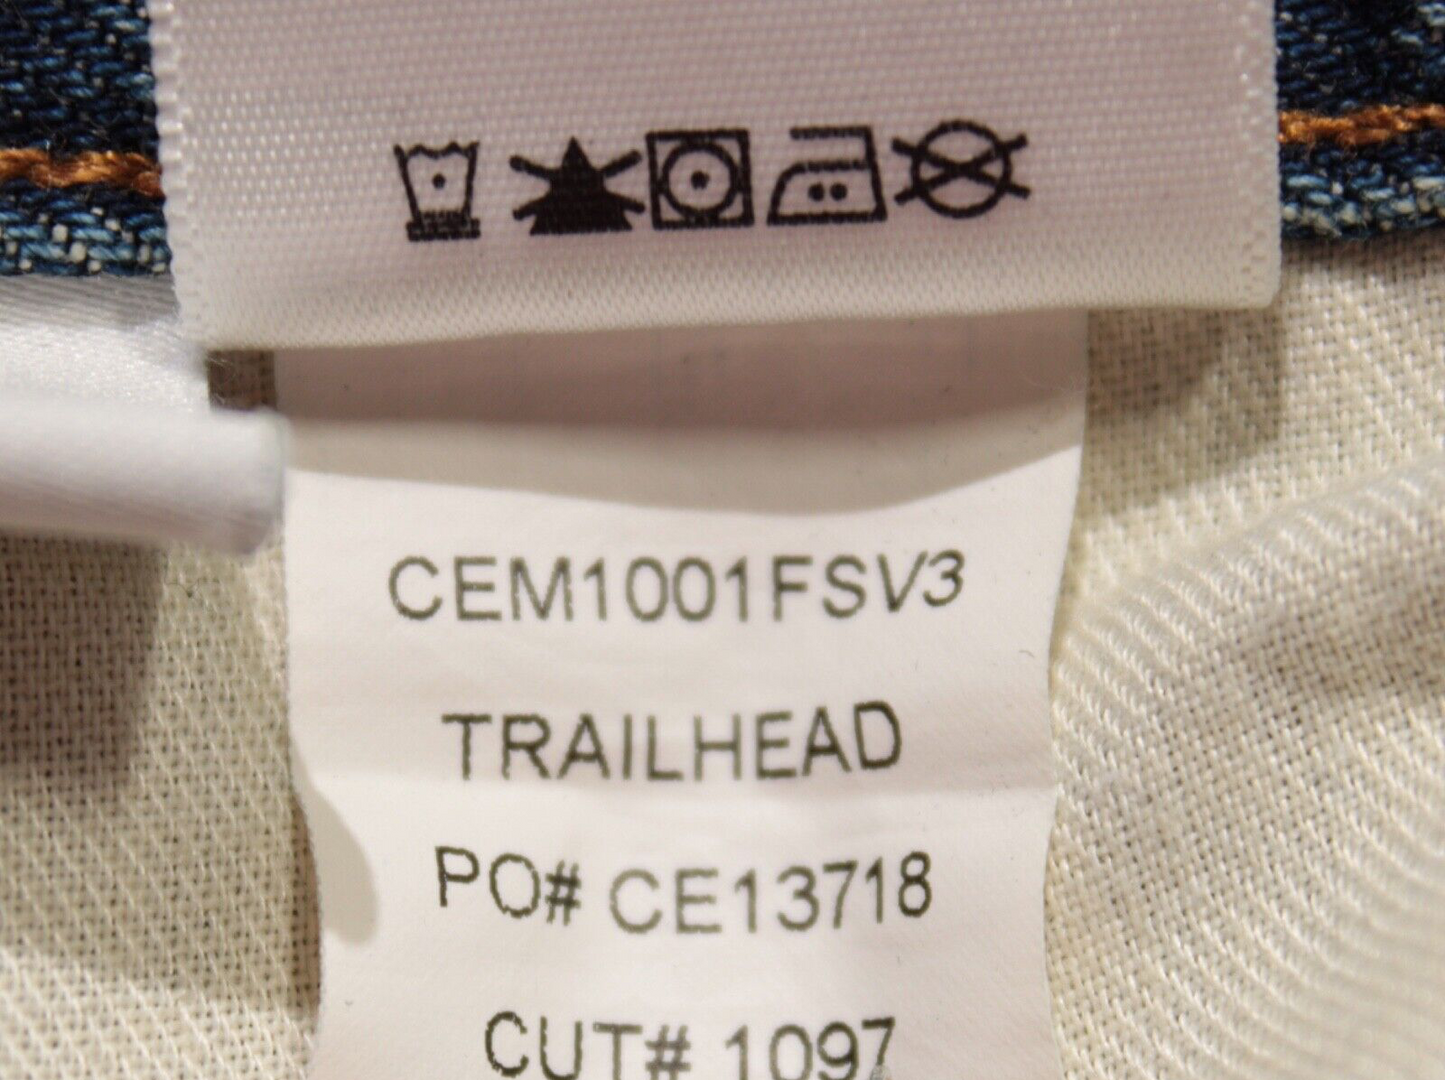 CEM1001FSV3
TRAILHEAD
PO# CE13718
CUT# 1097